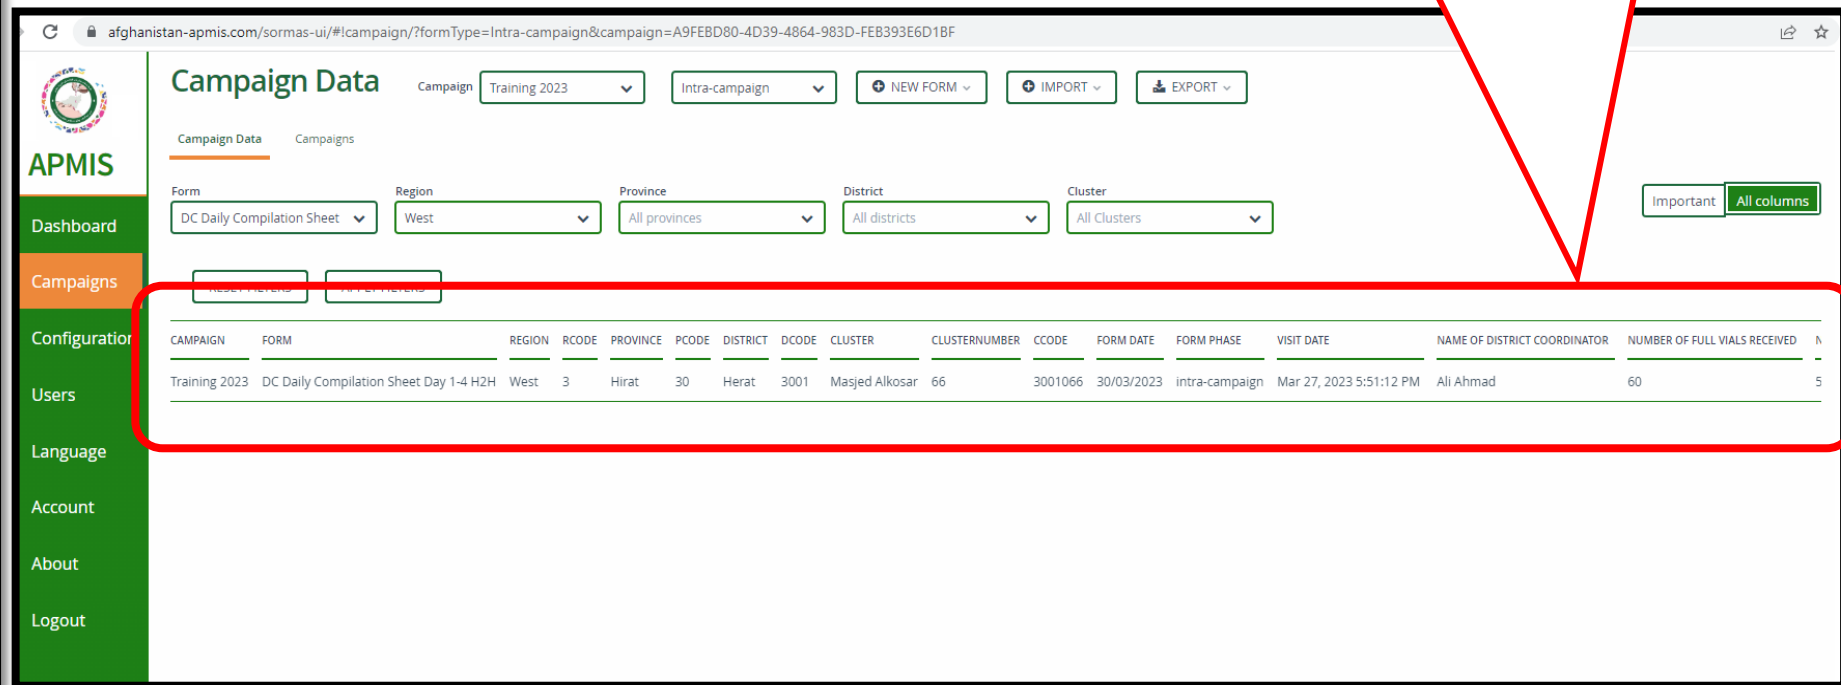 afghanistan-apmis.com/sormas-ui/#!campaign/?formType=Intra-campaign&campaign=A9FEBD80-4D39-4864-983D-FEB393E6D1BF
APMIS
Dashboard
Campaigns
Configuration
Users
Language
Account
About
Logout
Campaign Data Campaign Training 2023 Intra-campaign NEW FORM IMPORT EXPORT
Campaign Data Campaigns
Form Region Province District Cluster
DC Daily Compilation Sheet West All provinces All districts All Clusters Important All columns
RESET FILTERS APPLY FILTERS
CAMPAIGN FORM REGION RCODE PROVINCE PCODE DISTRICT DCODE CLUSTER CLUSTERNUMBER CCODE FORM DATE FORM PHASE VISIT DATE NAME OF DISTRICT COORDINATOR NUMBER OF FULL VIALS RECEIVED N
Training 2023 DC Daily Compilation Sheet Day 1-4 H2H West 3 Hirat 30 Herat 3001 Masjed Alkosar 66 3001066 30/03/2023 intra-campaign Mar 27, 2023 5:51:12 PM Ali Ahmad 60 5